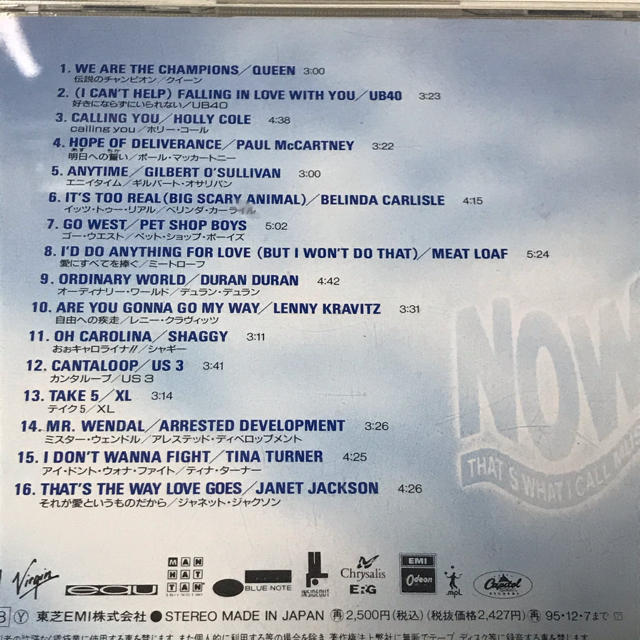 1. WE ARE THE CHAMPIONS/QUEEN 3:00
伝説のチャンピオン/クイーン
2. (I CAN'T HELP) FALLING IN LOVE WITH YOU/UB40 3:23
好きにならずにいられない/UB40
3. CALLING YOU/HOLLY COLE 4:38
calling you/ホリー・コール
4. HOPE OF DELIVERANCE/PAUL McCARTNEY 3:22
明日への誓い/ポール・マッカートニー
5. ANYTIME/GILBERT O'SULLIVAN 3:00
エニイタイム/ギルバート・オサリバン
6. IT'S TOO REAL (BIG SCARY ANIMAL)/BELINDA CARLISLE 4:15
イッツ・トゥー・リアル/ベリンダ・カーライル
7. GO WEST/PET SHOP BOYS 5:02
ゴー・ウエスト/ペット・ショップ・ボーイズ
8. I'D DO ANYTHING FOR LOVE (BUT I WON'T DO THAT)/MEAT LOAF 5:24
愛にすべてを捧ぐ/ミートローフ
9. ORDINARY WORLD/DURAN DURAN 4:42
オーディナリー・ワールド/デュラン・デュラン
10. ARE YOU GONNA GO MY WAY/LENNY KRAVITZ 3:31
自由への疾走/レニー・クラヴィッツ
11. OH CAROLINA/SHAGGY 3:11
おぉキャロライナ!!/シャギー
12. CANTALOOP/US 3 3:41
カンタループ/US 3
13. TAKE 5/XL 3:14
テイク5/XL
14. MR. WENDAL/ARRESTED DEVELOPMENT 3:26
ミスター・ウェンドル/アレステッド・ディベロップメント
15. I DON'T WANNA FIGHT/TINA TURNER 4:25
アイ・ドント・ウォナ・ファイト/ティナ・ターナー
16. THAT'S THE WAY LOVE GOES/JANET JACKSON 4:26
それが愛というものだから/ジャネット・ジャクソン
NOW
THAT'S WHAT I CALL MUSIC
Virgin
MAN
HAT
TAN
BLUE NOTE
Chrysalis
ERG
EMI
Odeon
mpl
Capitol
Ⓨ 東芝EMI株式会社 ● STEREO MADE IN JAPAN 再 2,500円(税込) (税抜価格 2,427円) 再 95・12・7まで